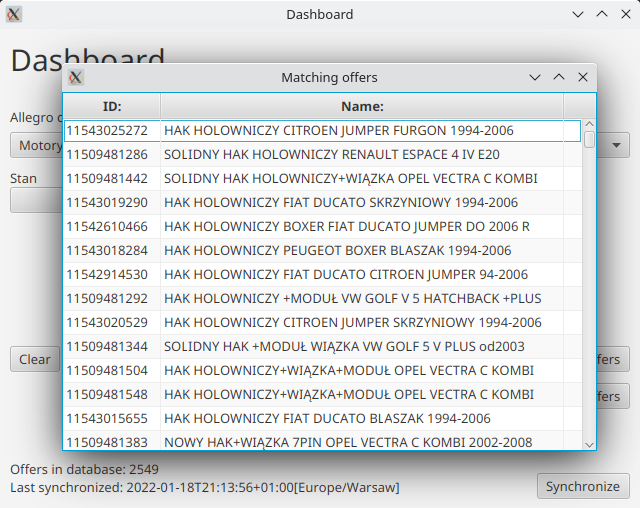 Dashboard
Dashboard
Matching offers
ID: Name:
11543025272 HAK HOLOWNICZY CITROEN JUMPER FURGON 1994-2006
11509481286 SOLIDNY HAK HOLOWNICZY RENAULT ESPACE 4 IV E20
11509481442 SOLIDNY HAK HOLOWNICZY+WIĄZKA OPEL VECTRA C KOMBI
11543019290 HAK HOLOWNICZY FIAT DUCATO SKRZYNIOWY 1994-2006
11542610466 HAK HOLOWNICZY BOXER FIAT DUCATO JUMPER DO 2006 R
11543018284 HAK HOLOWNICZY PEUGEOT BOXER BLASZAK 1994-2006
11542914530 HAK HOLOWNICZY FIAT DUCATO CITROEN JUMPER 94-2006
11509481292 HAK HOLOWNICZY +MODUŁ VW GOLF V 5 HATCHBACK +PLUS
11543020529 HAK HOLOWNICZY CITROEN JUMPER SKRZYNIOWY 1994-2006
11509481344 SOLIDNY HAK +MODUŁ WIĄZKA VW GOLF 5 V PLUS od2003
11509481504 HAK HOLOWNICZY+WIĄZKA+MODUŁ OPEL VECTRA C KOMBI
11509481548 HAK HOLOWNICZY+WIĄZKA+MODUŁ OPEL VECTRA C KOMBI
11543015655 HAK HOLOWNICZY FIAT DUCATO BLASZAK 1994-2006
11509481383 NOWY HAK+WIĄZKA 7PIN OPEL VECTRA C KOMBI 2002-2008
Allegro
Motory
Stan
Clear
Offers in database: 2549
Last synchronized: 2022-01-18T21:13:56+01:00[Europe/Warsaw]
Synchronize